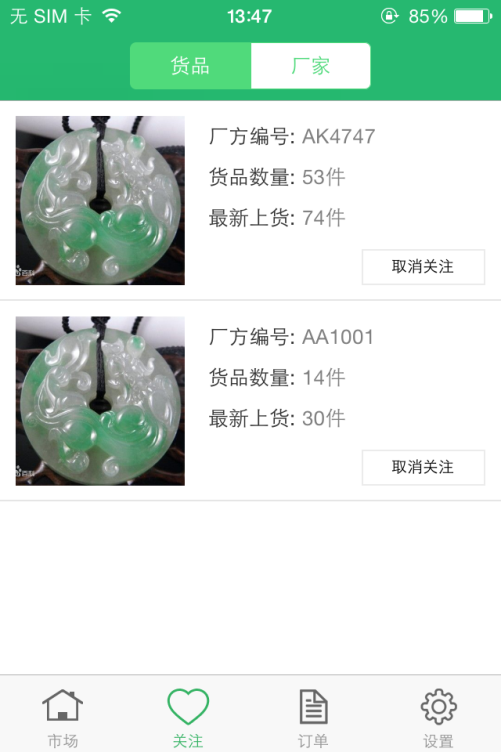 无 SIM 卡 13:47 85%
货品 厂家
厂方编号: AK4747
货品数量: 53件
最新上货: 74件
取消关注
厂方编号: AA1001
货品数量: 14件
最新上货: 30件
取消关注
市场 关注 订单 设置